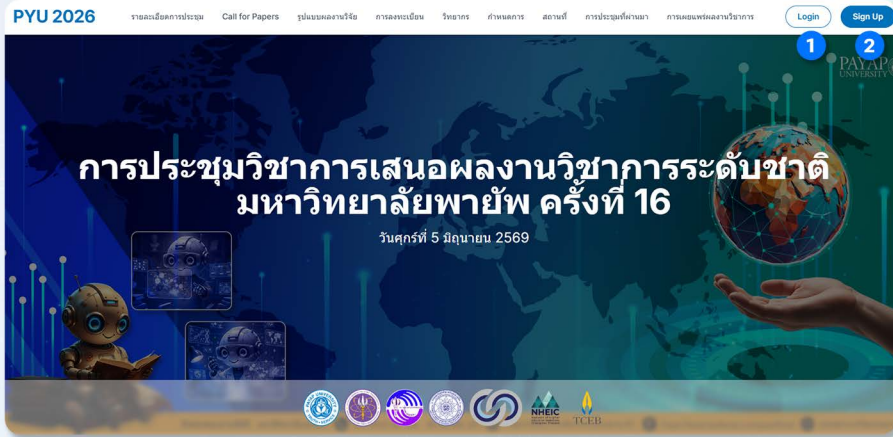 PYU 2026
รายละเอียดการประชุม
Call for Papers
รูปแบบผลงานวิจัย
การลงทะเบียน
วิทยากร
กำหนดการ
สถานที่
การประชุมที่ผ่านมา
การเผยแพร่ผลงานวิชาการ
Login
Sign Up
1
2
PAYAP
UNIVERSITY
การประชุมวิชาการเสนอผลงานวิชาการระดับชาติ
มหาวิทยาลัยพายัพ ครั้งที่ 16
วันศุกร์ที่ 5 มิถุนายน 2569
NHEIC
TCEB